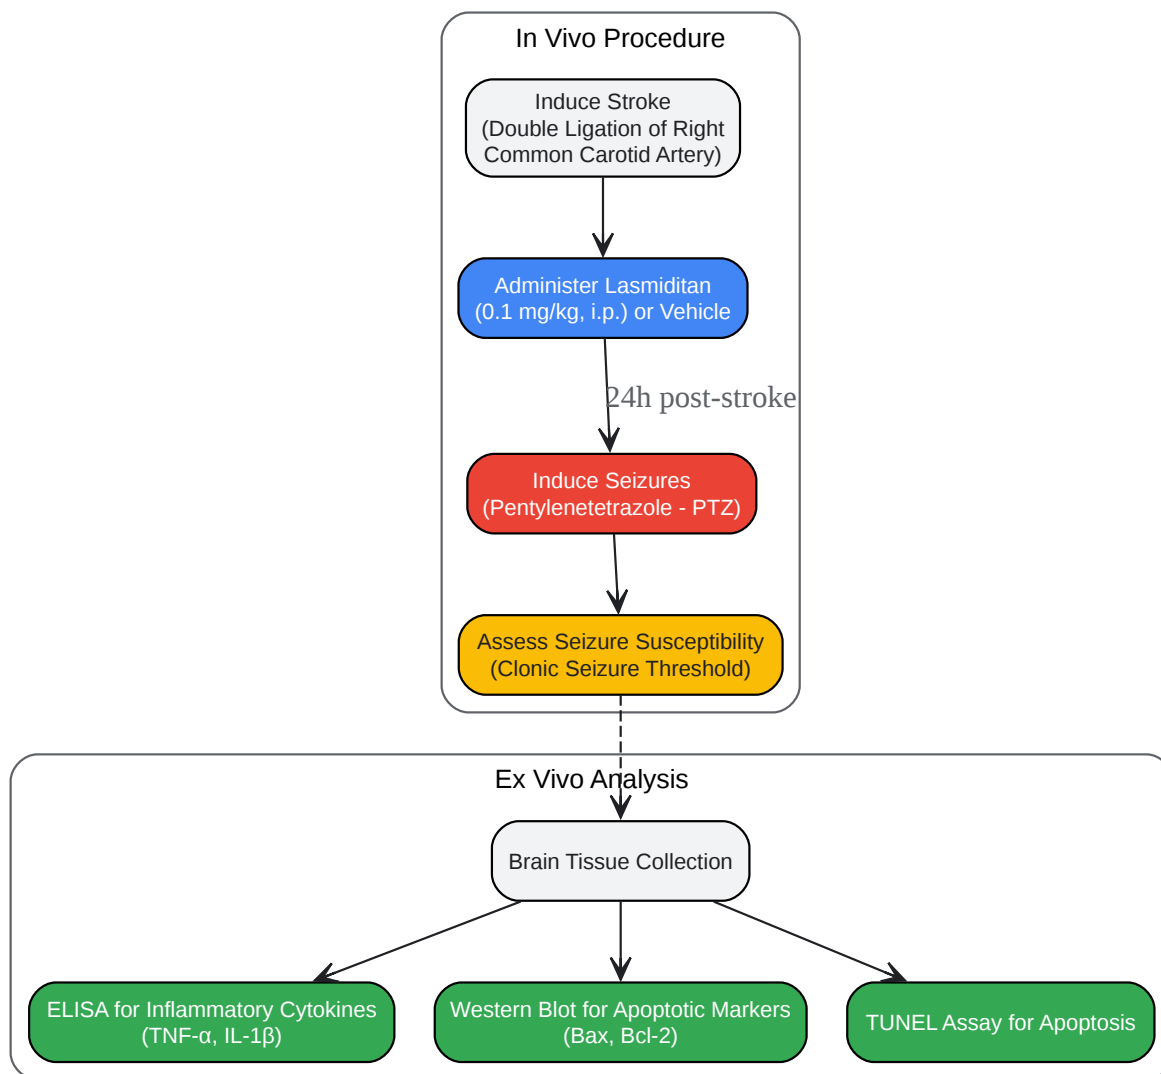 In Vivo Procedure
Induce Stroke
(Double Ligation of Right
Common Carotid Artery)
Administer Lasmiditan
(0.1 mg/kg, i.p.) or Vehicle
24h post-stroke
Induce Seizures
(Pentylenetetrazole - PTZ)
Assess Seizure Susceptibility
(Clonic Seizure Threshold)
Ex Vivo Analysis
Brain Tissue Collection
ELISA for Inflammatory Cytokines
(TNF-α, IL-1β)
Western Blot for Apoptotic Markers
(Bax, Bcl-2)
TUNEL Assay for Apoptosis